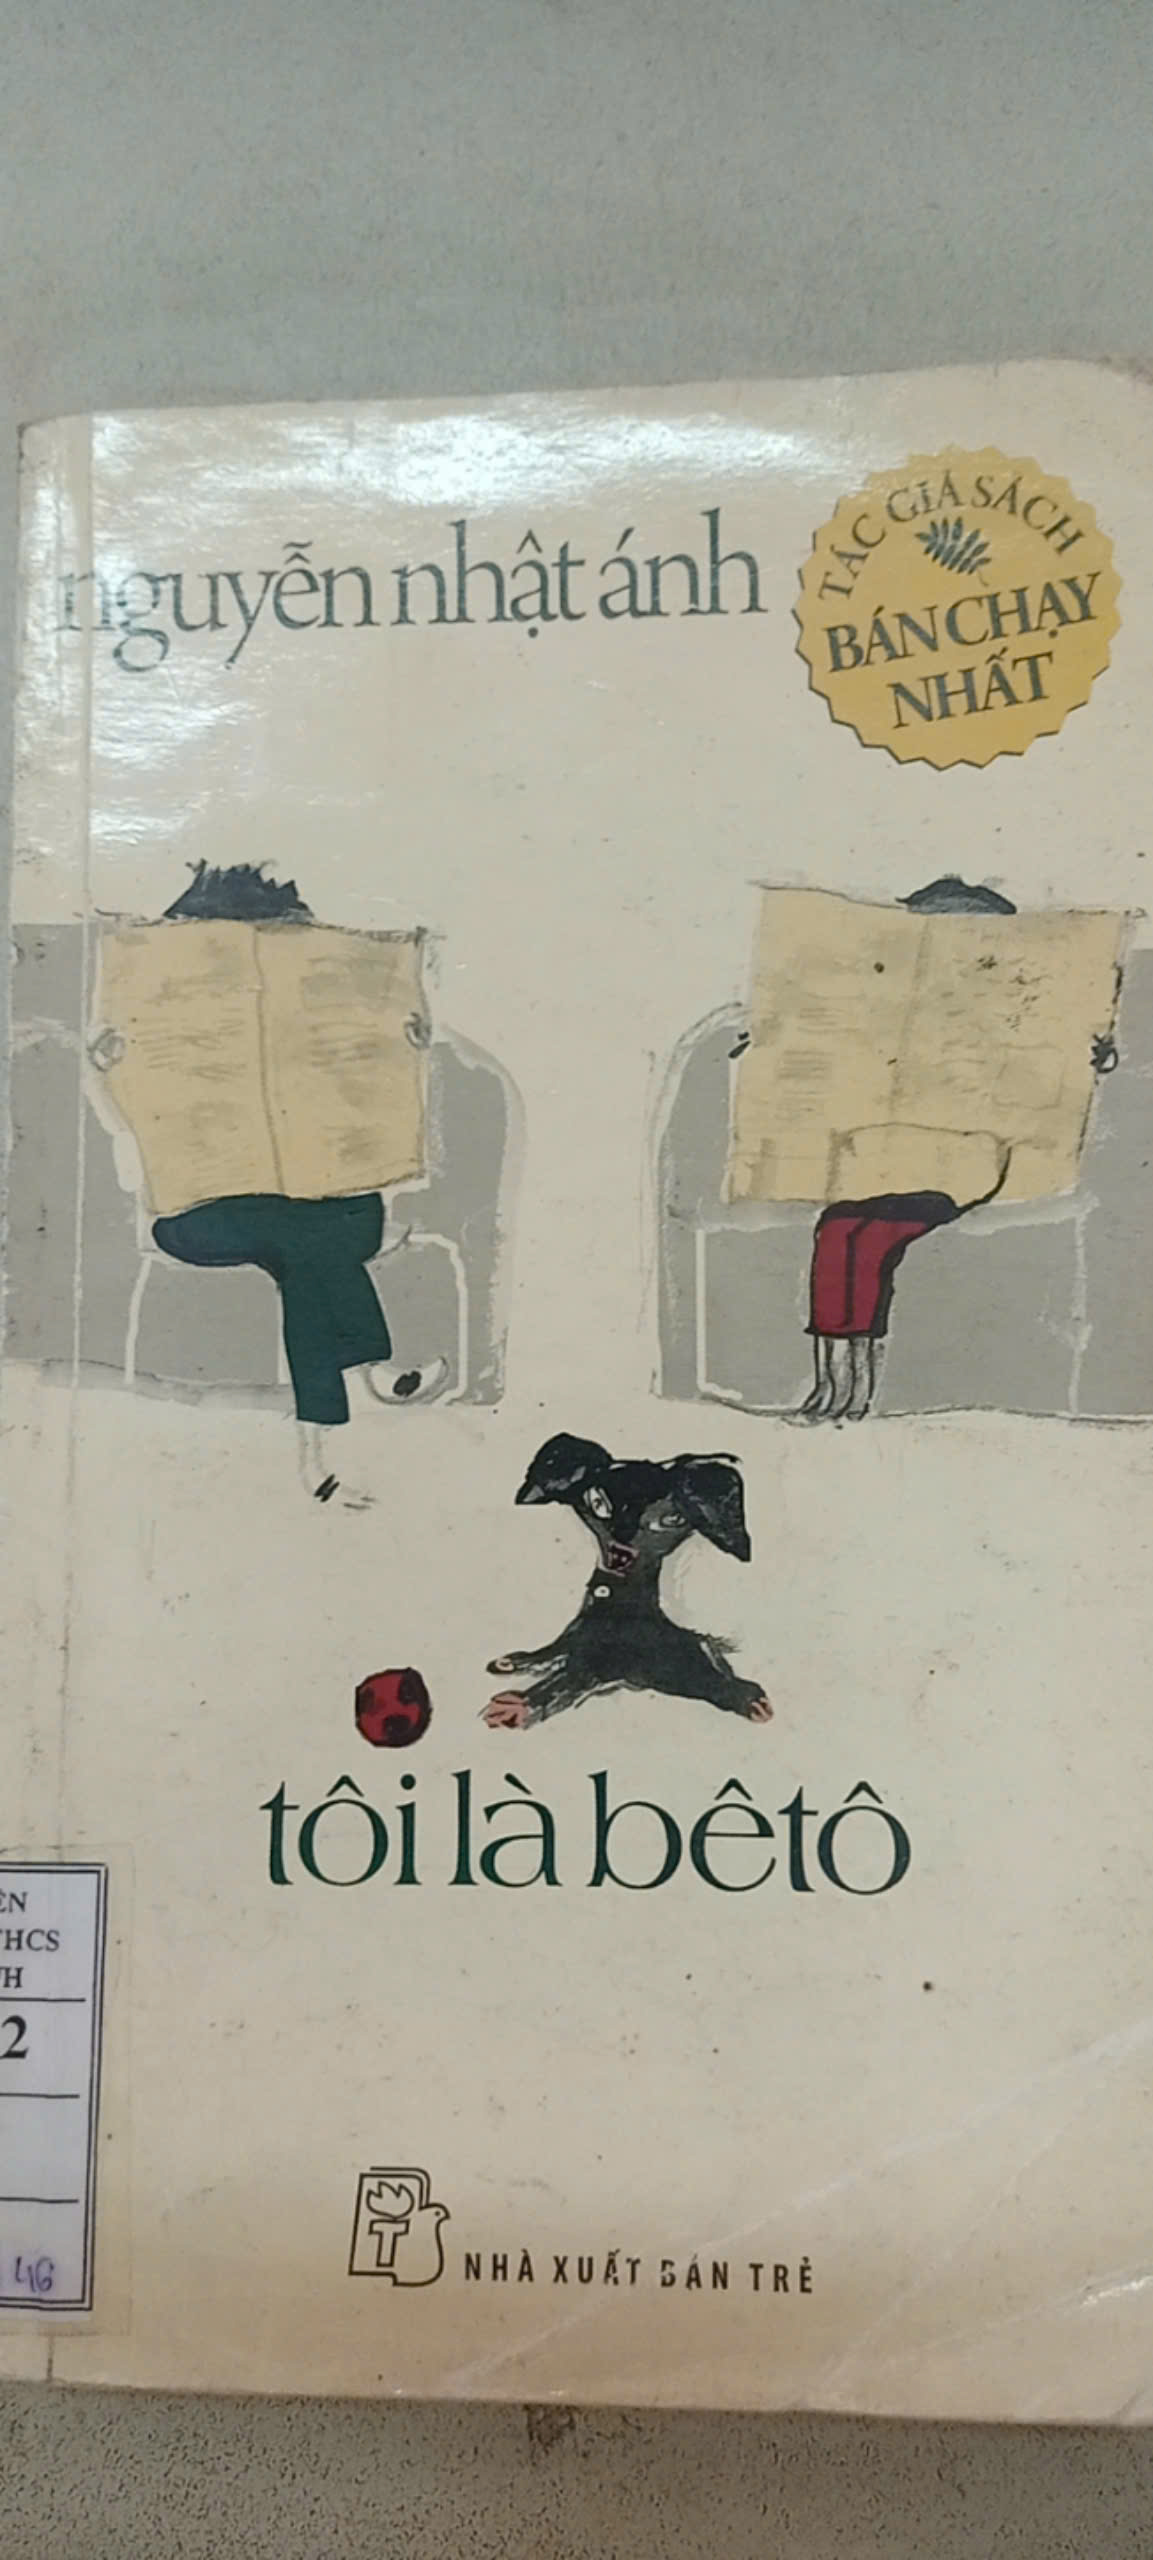 nguyễn nhật ánh
TÁC GIẢ SÁCH
BÁN CHẠY
NHẤT
tôi là bêtô
THCS
2
46
NHÀ XUẤT BẢN TRẺ